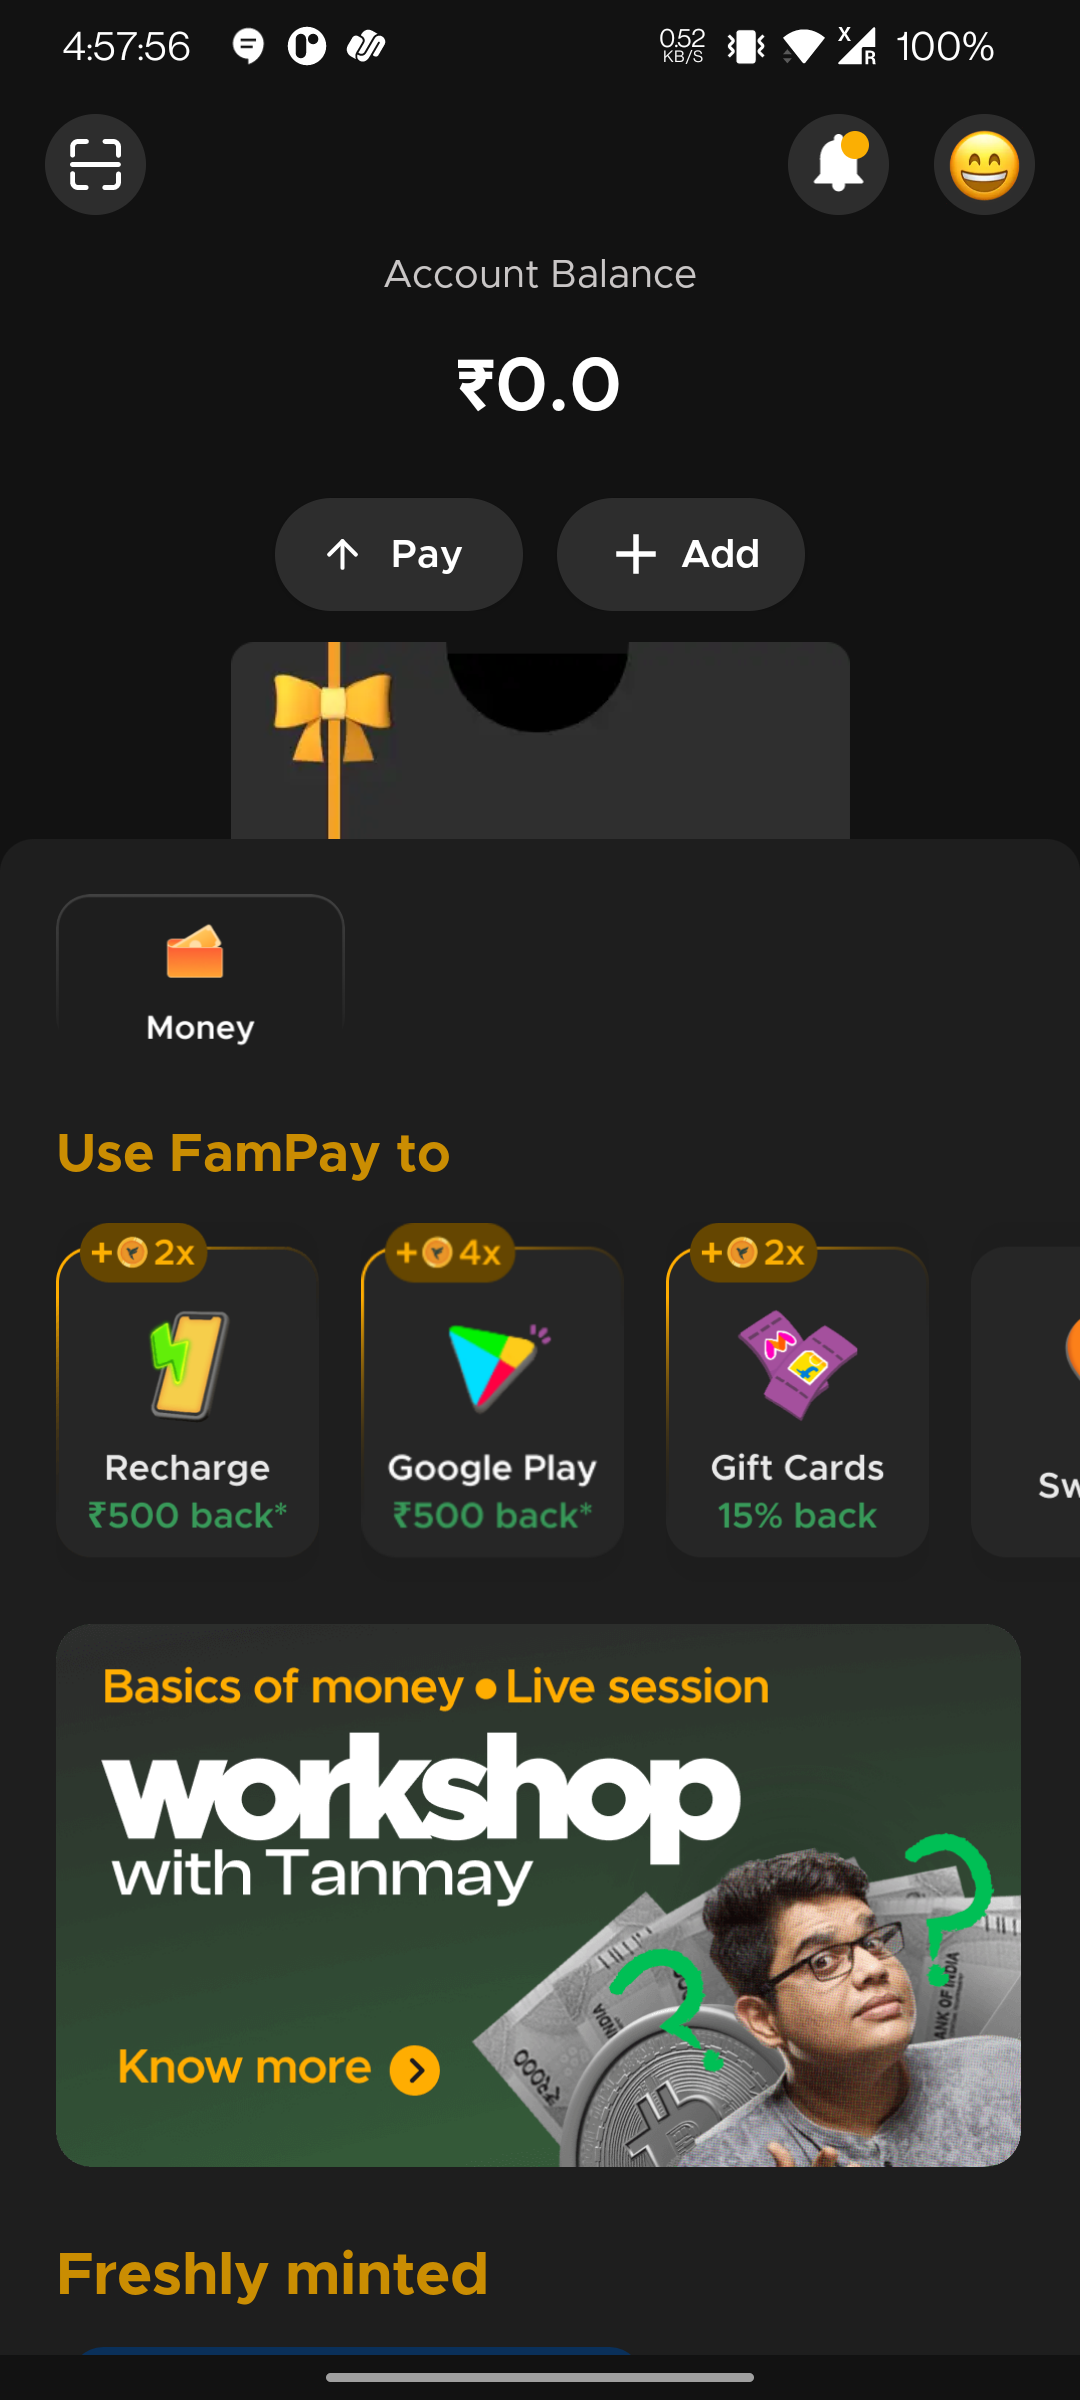 4:57:56
0.52
KB/S
X
R
100%
Account Balance
₹0.0
Pay
Add
Money
Use FamPay to
+ 2x
+ 4x
+ 2x
Recharge
₹500 back*
Google Play
₹500 back*
Gift Cards
15% back
Sw
Basics of money • Live session
workshop
with Tanmay
Know more
Freshly minted